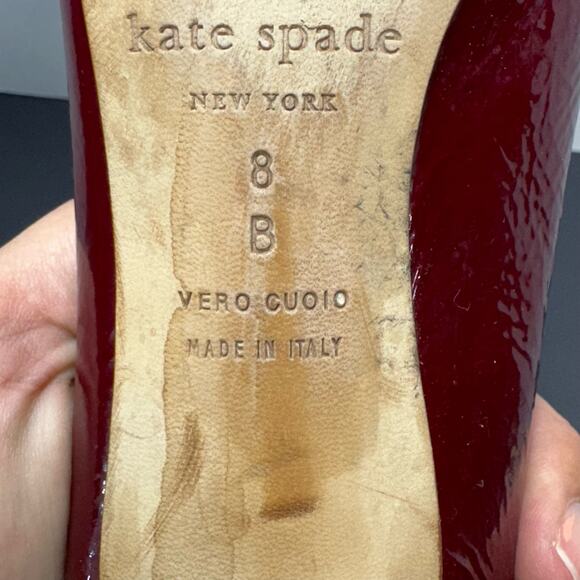 kate spade
NEW YORK
8
B
VERO CUOIO
MADE IN ITALY